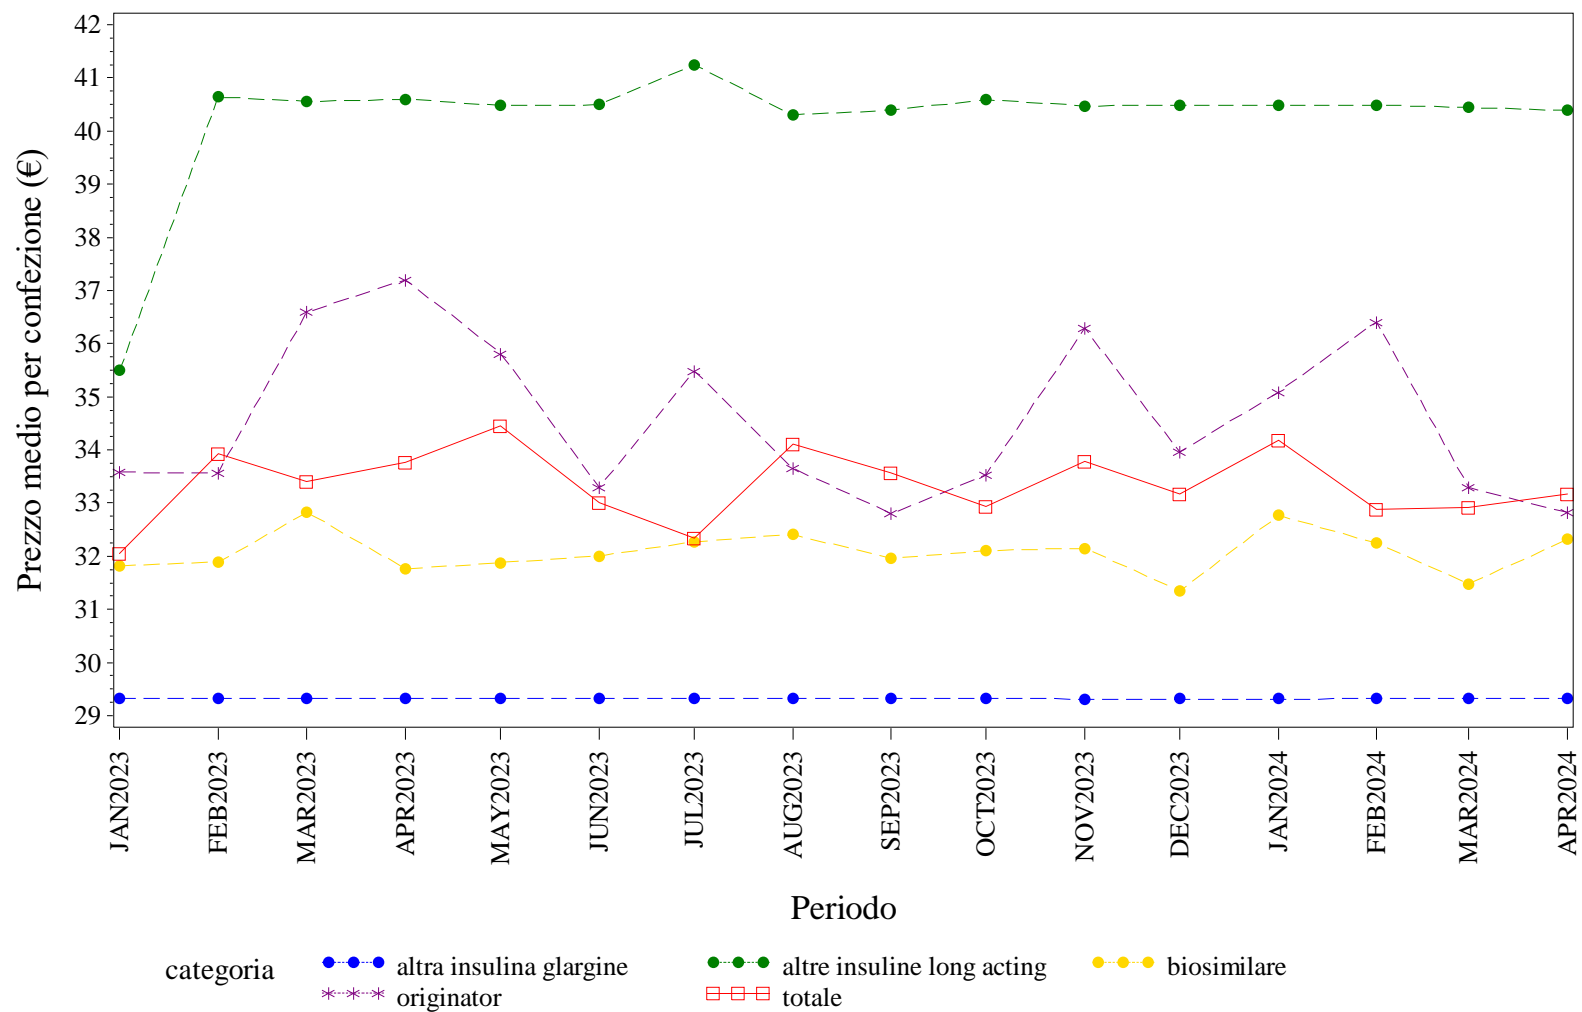 Prezzo medio per confezione (€)
42
41
40
39
38
37
36
35
34
33
32
31
30
29
JAN2023
FEB2023
MAR2023
APR2023
MAY2023
JUN2023
JUL2023
AUG2023
SEP2023
OCT2023
NOV2023
DEC2023
JAN2024
FEB2024
MAR2024
APR2024
Periodo
categoria
altra insulina glargine
altre insuline long acting
biosimilare
originator
totale